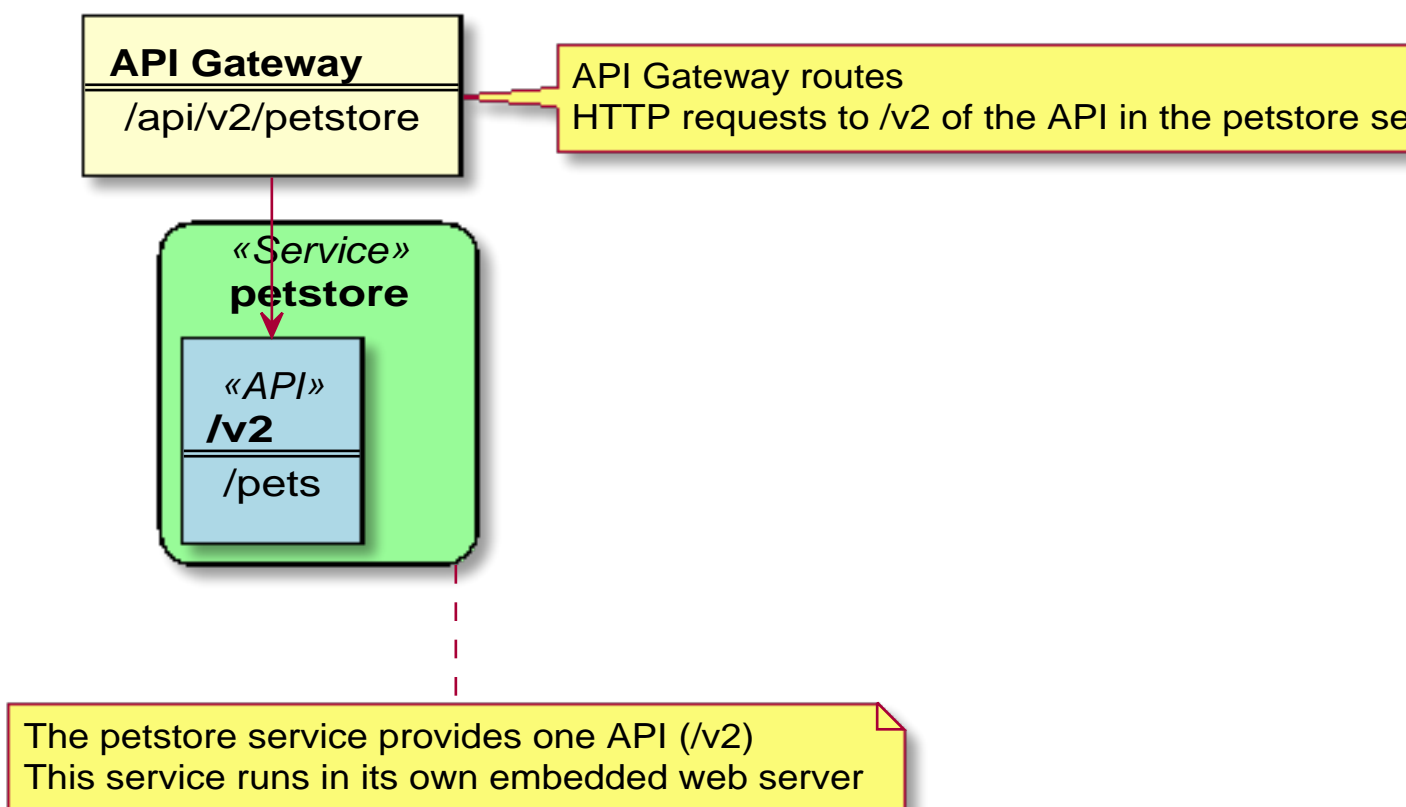 API Gateway
/api/v2/petstore
API Gateway routes
HTTP requests to /v2 of the API in the petstore
«Service»
petstore
«API»
/v2
/pets
The petstore service provides one API (/v2)
This service runs in its own embedded web server